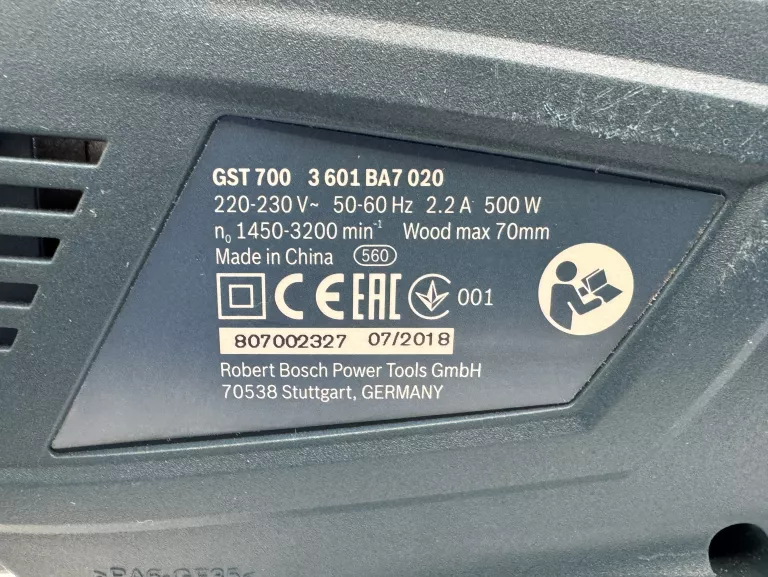 GST 700 3 601 BA7 020
220-230 V~ 50-60 Hz 2.2 A 500 W
n₀ 1450-3200 min⁻¹ Wood max 70mm
Made in China 560
CE EAC 001
807002327 07/2018
Robert Bosch Power Tools GmbH
70538 Stuttgart, GERMANY